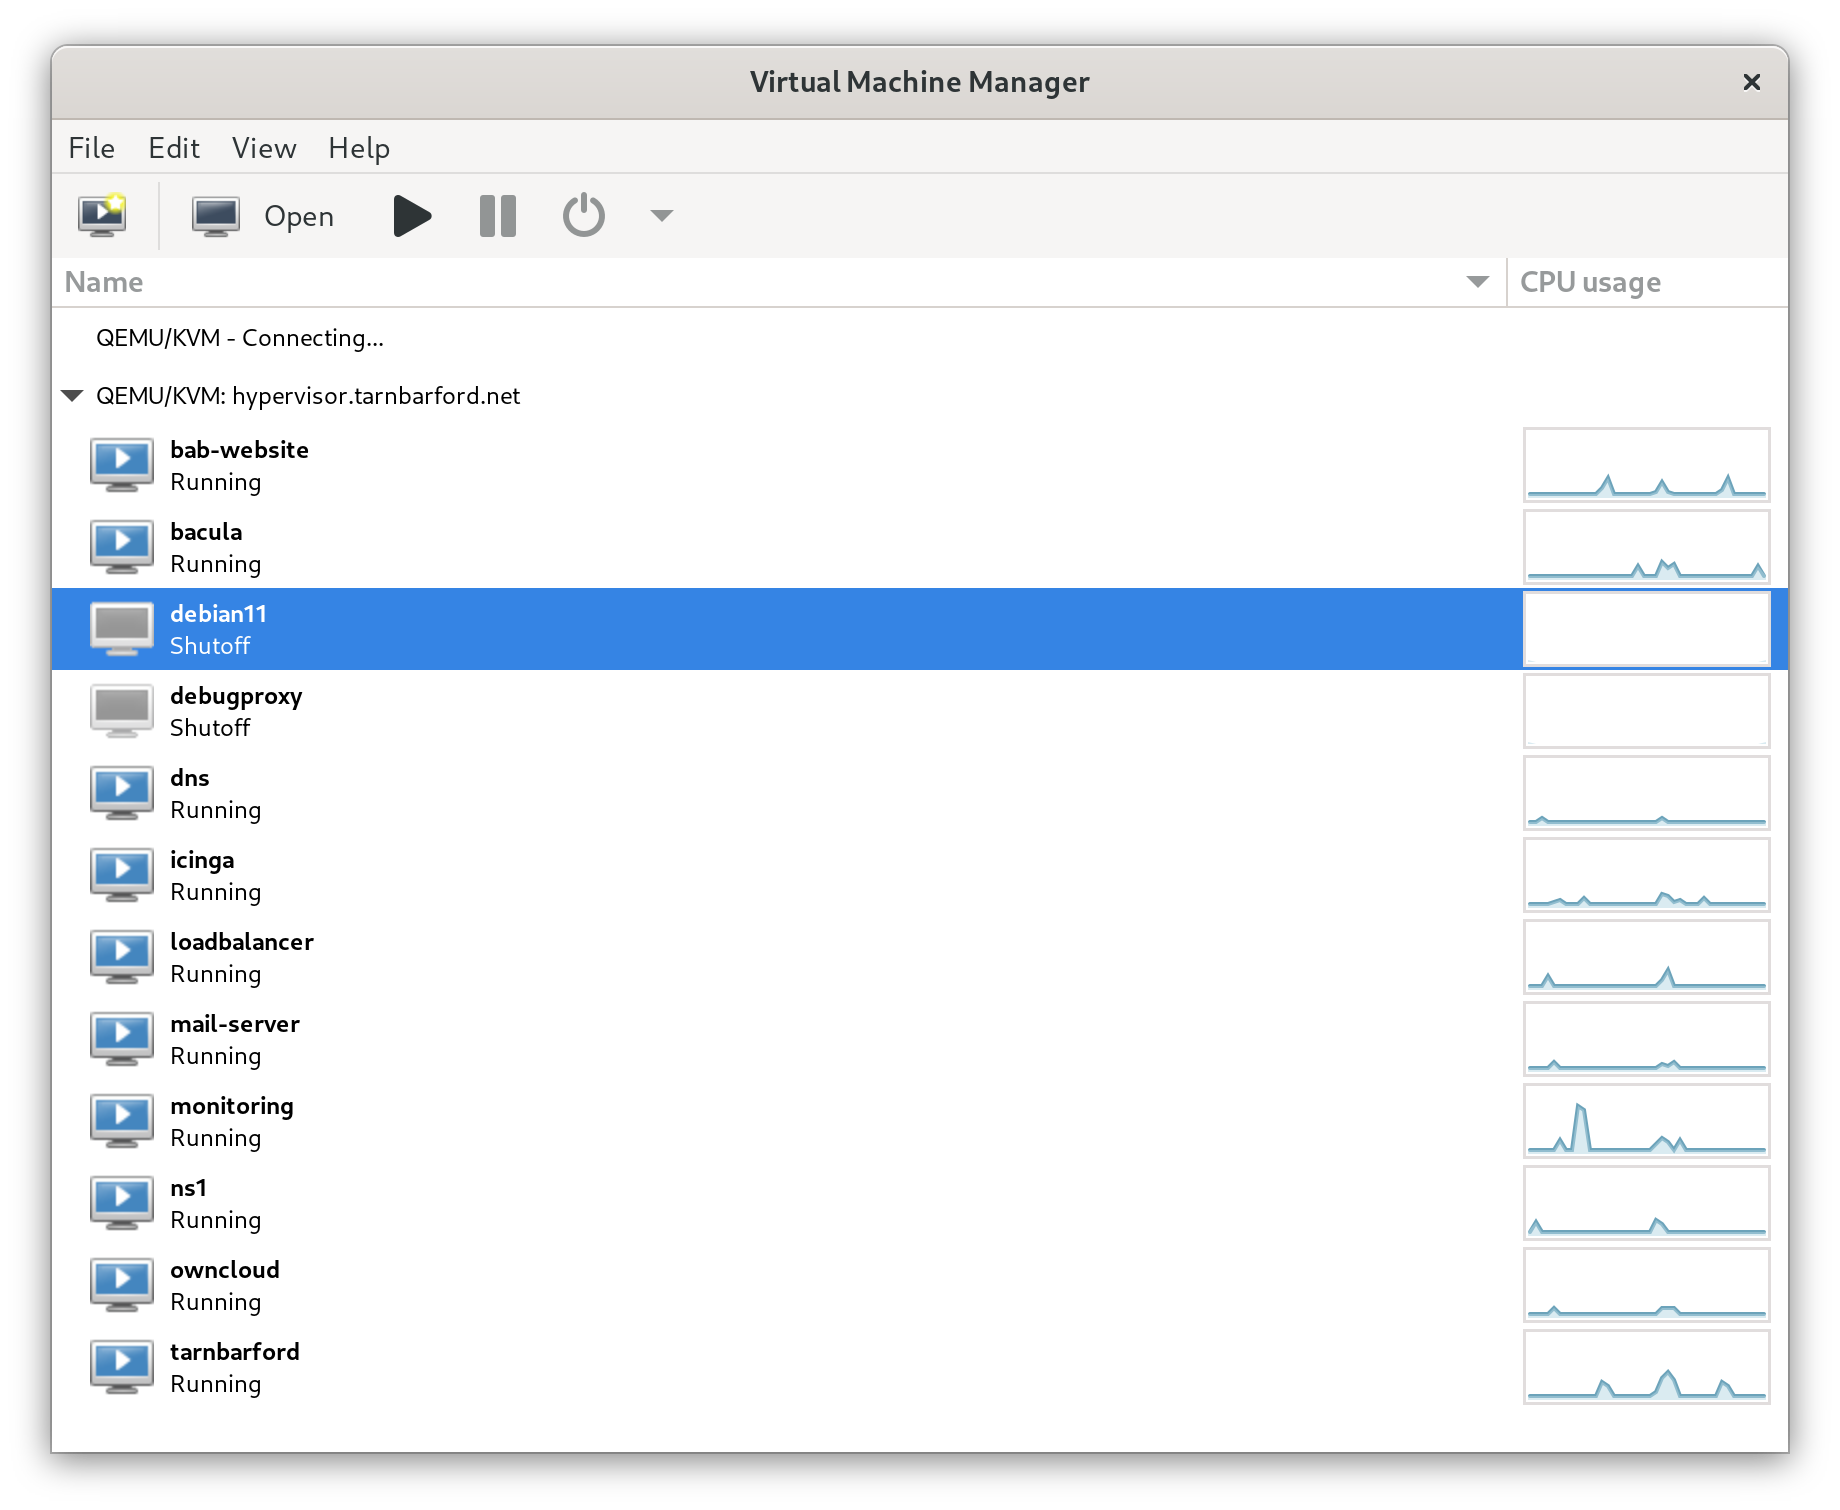 Virtual Machine Manager
File Edit View Help
Open
Name CPU usage
QEMU/KVM - Connecting...
QEMU/KVM: hypervisor.tarnbarford.net
bab-website
Running
bacula
Running
debian11
Shutoff
debugproxy
Shutoff
dns
Running
icinga
Running
loadbalancer
Running
mail-server
Running
monitoring
Running
ns1
Running
owncloud
Running
tarnbarford
Running